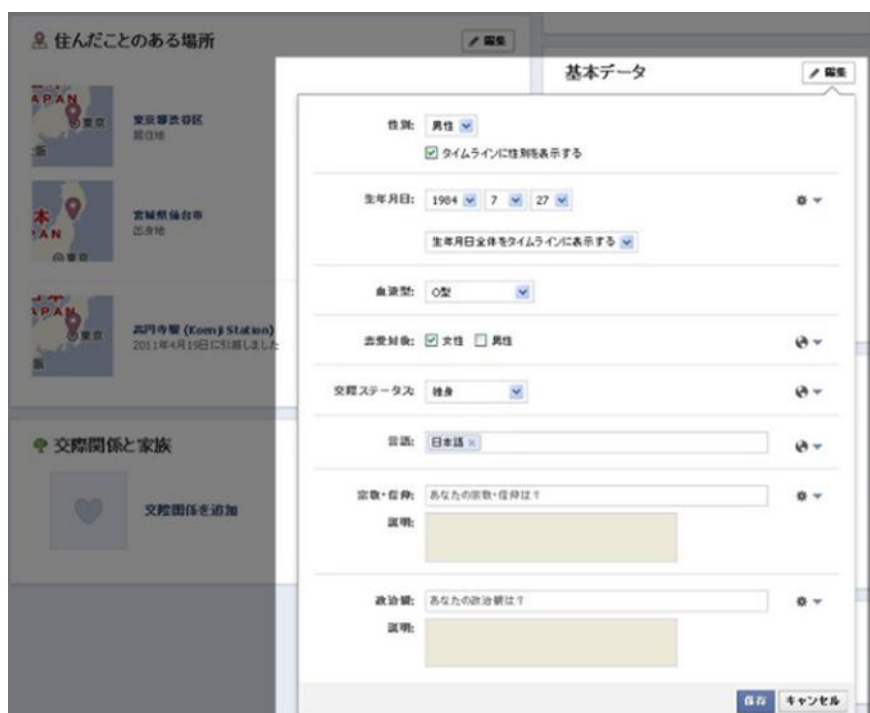 住んだことのある場所
編集
APAN
東京
東京都渋谷区
居住地
本
AN
東京
宮城県仙台市
出身地
APAN
東京
高円寺駅 (Koenji Station)
2011年4月19日に引越しました
交際関係と家族
交際関係を追加
基本データ
編集
性別: 男性
タイムラインに性別を表示する
生年月日: 1984 7 27
生年月日全体をタイムラインに表示する
血液型: O型
恋愛対象: 女性 男性
交際ステータス: 独身
言語: 日本語 ×
宗教・信仰: あなたの宗教・信仰は?
説明:
政治観: あなたの政治観は?
説明:
保存 キャンセル